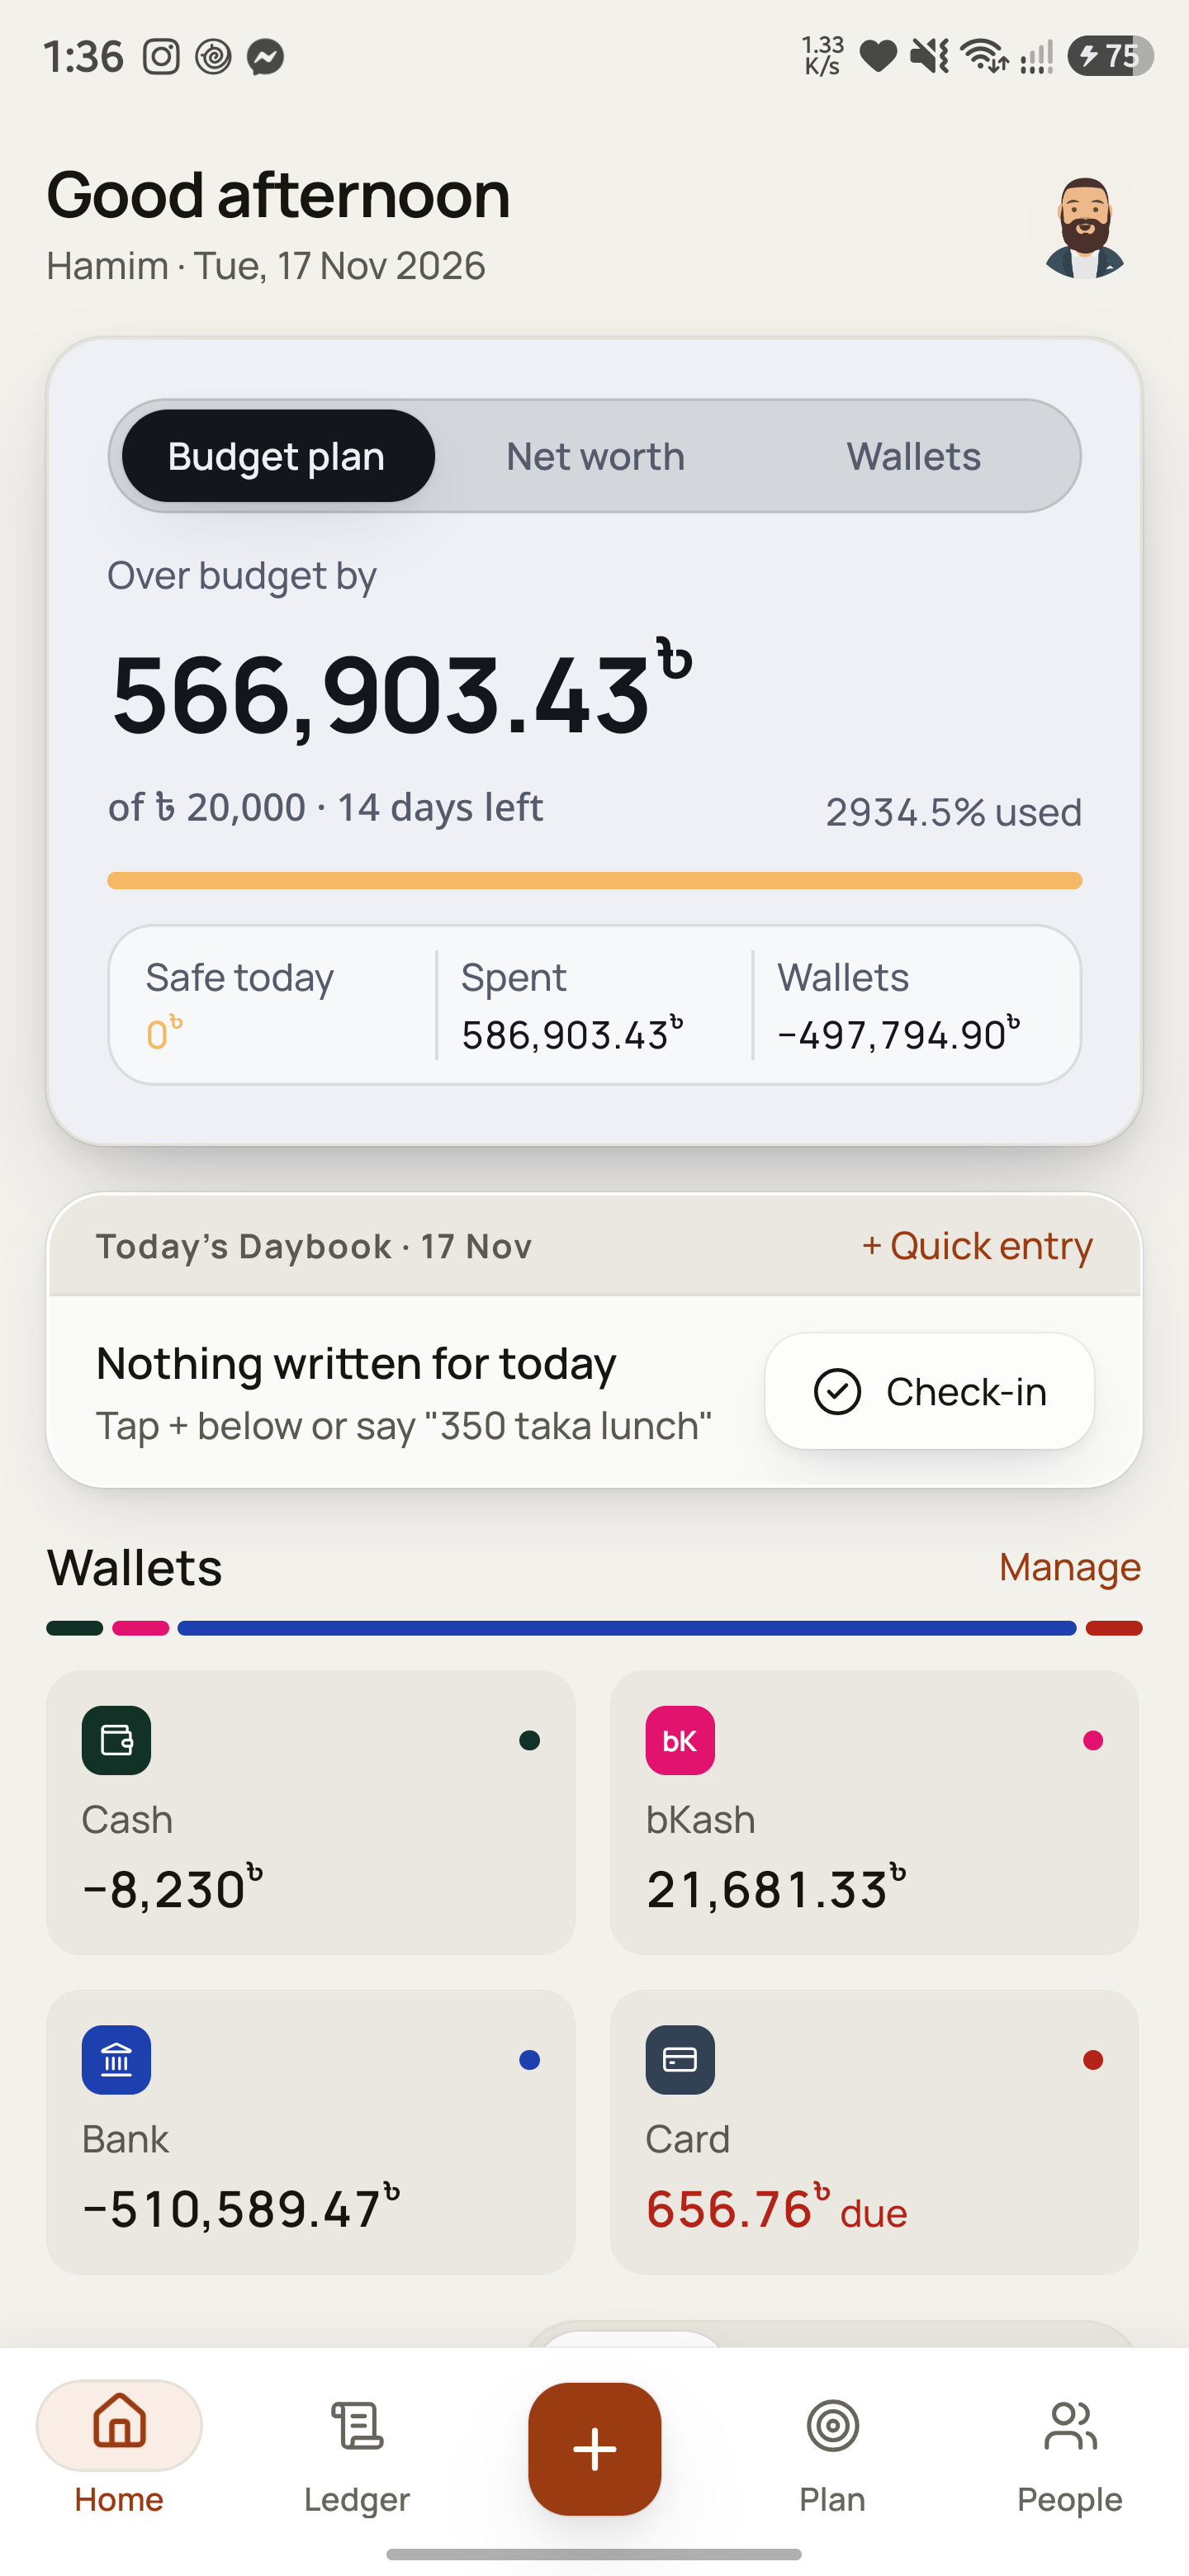 1:36
1.33
K/s
75
Good afternoon
Hamim · Tue, 17 Nov 2026
Budget plan
Net worth
Wallets
Over budget by
566,903.43৳
of ৳ 20,000 · 14 days left
2934.5% used
Safe today
0৳
Spent
586,903.43৳
Wallets
−497,794.90৳
Today's Daybook · 17 Nov
+ Quick entry
Nothing written for today
Tap + below or say "350 taka lunch"
Check-in
Wallets
Manage
Cash
−8,230৳
bK
bKash
21,681.33৳
Bank
−510,589.47৳
Card
656.76৳ due
Home
Ledger
Plan
People